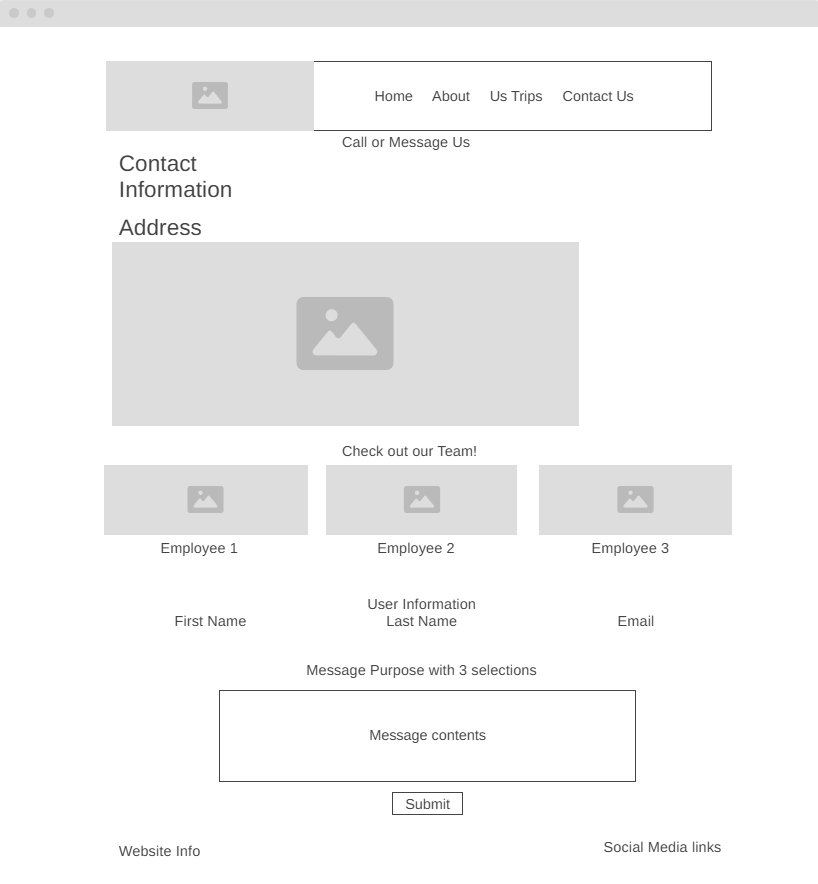 Home About Us Trips Contact Us
Call or Message Us
Contact
Information
Address
Check out our Team!
Employee 1 Employee 2 Employee 3
User Information
First Name Last Name Email
Message Purpose with 3 selections
Message contents
Submit
Website Info Social Media links